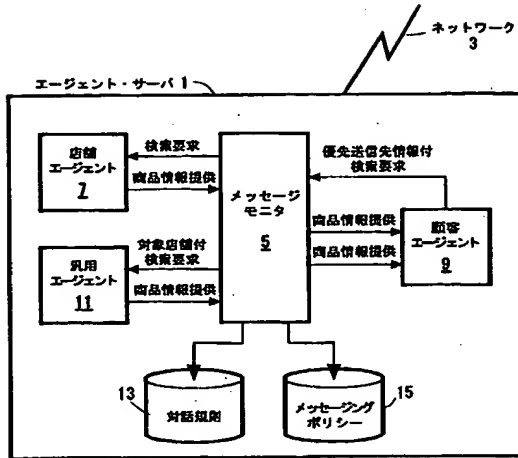 ネットワーク
3
エージェント・サーバ 1
店舗
エージェント
7
検索要求
商品情報提供
メッセージ
モニタ
5
優先送信先情報付
検索要求
商品情報提供
商品情報提供
顧客
エージェント
9
汎用
エージェント
11
対象店舗付
検索要求
商品情報提供
13
対話規則
メッセージング
ポリシー
15